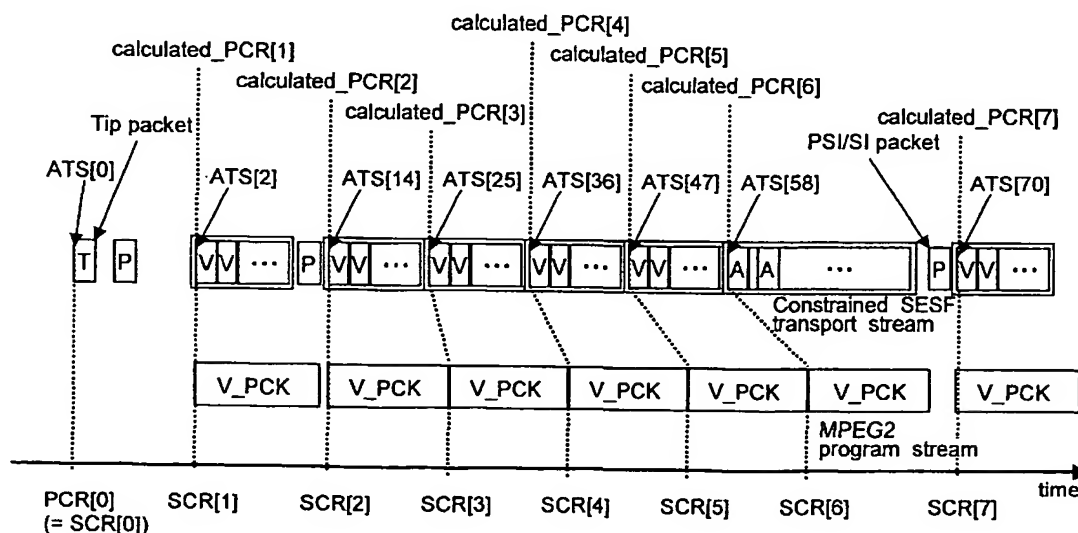 calculated_PCR[4]
calculated_PCR[1]
calculated_PCR[5]
calculated_PCR[2]
calculated_PCR[6]
calculated_PCR[3]
calculated_PCR[7]
Tip packet
PSI/SI packet
ATS[0]
ATS[2]
ATS[14]
ATS[25]
ATS[36]
ATS[47]
ATS[58]
ATS[70]
T P V V ... P V V ... V V ... V V ... V V ... A A ... P V V ...
Constrained SESF
transport stream
V_PCK V_PCK V_PCK V_PCK V_PCK V_PCK V_PCK
MPEG2
program stream
time
PCR[0]
(= SCR[0])
SCR[1]
SCR[2]
SCR[3]
SCR[4]
SCR[5]
SCR[6]
SCR[7]